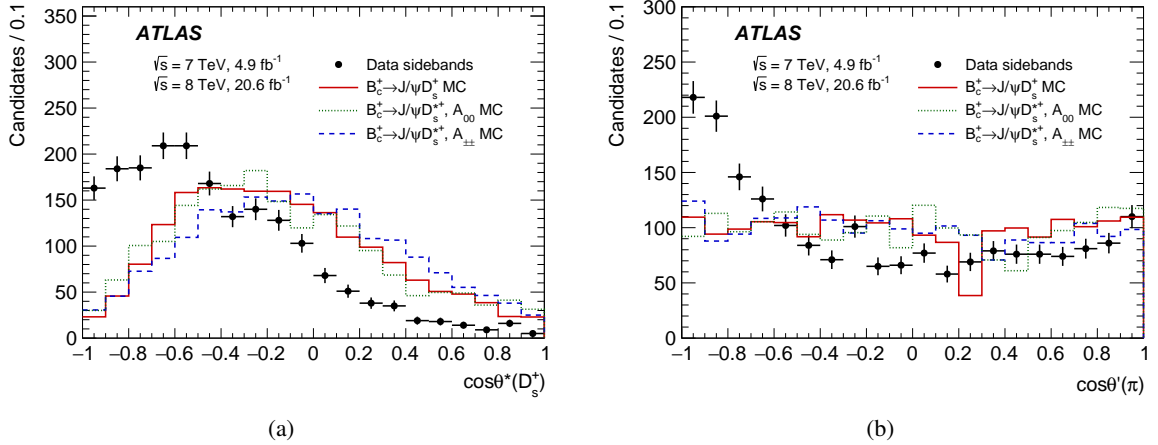 Candidates / 0.1
350
300
250
200
150
100
50
0
ATLAS
√s = 7 TeV, 4.9 fb⁻¹
√s = 8 TeV, 20.6 fb⁻¹
Data sidebands
B_c⁺→J/ψD_s⁺ MC
B_c⁺→J/ψD_s*⁺, A₀₀ MC
B_c⁺→J/ψD_s*⁺, A_±± MC
−1 −0.8 −0.6 −0.4 −0.2 0 0.2 0.4 0.6 0.8 1
cosθ*(D_s⁺)
(a)
Candidates / 0.1
300
250
200
150
100
50
0
ATLAS
√s = 7 TeV, 4.9 fb⁻¹
√s = 8 TeV, 20.6 fb⁻¹
Data sidebands
B_c⁺→J/ψD_s⁺ MC
B_c⁺→J/ψD_s*⁺, A₀₀ MC
B_c⁺→J/ψD_s*⁺, A_±± MC
−1 −0.8 −0.6 −0.4 −0.2 0 0.2 0.4 0.6 0.8 1
cosθ'(π)
(b)